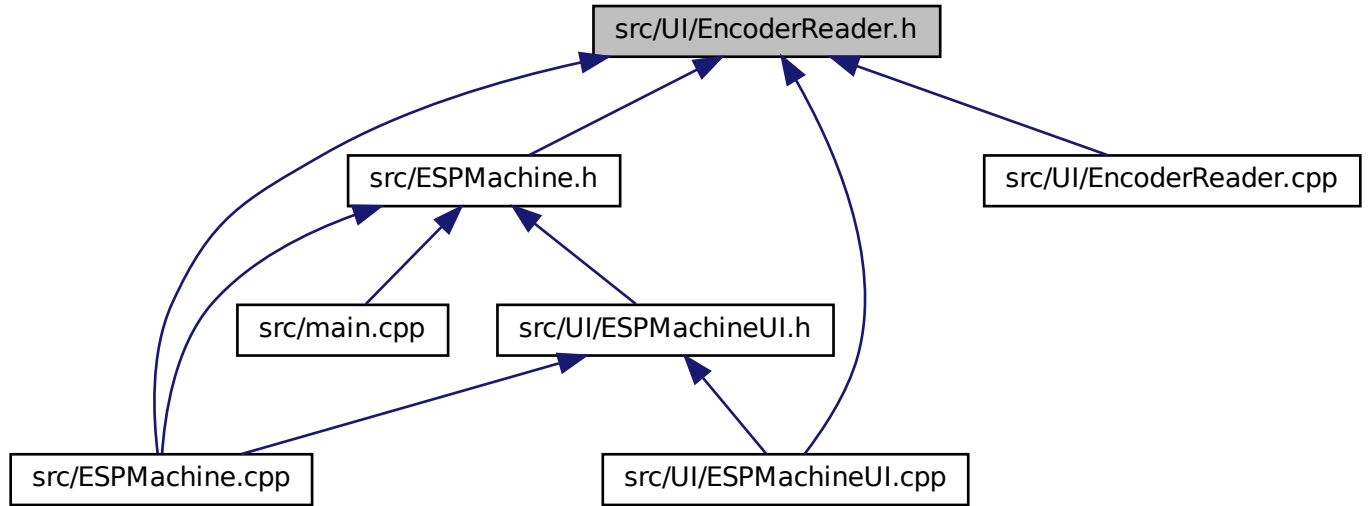 src/UI/EncoderReader.h
src/ESPMachine.h
src/UI/EncoderReader.cpp
src/main.cpp
src/UI/ESPMachineUI.h
src/ESPMachine.cpp
src/UI/ESPMachineUI.cpp